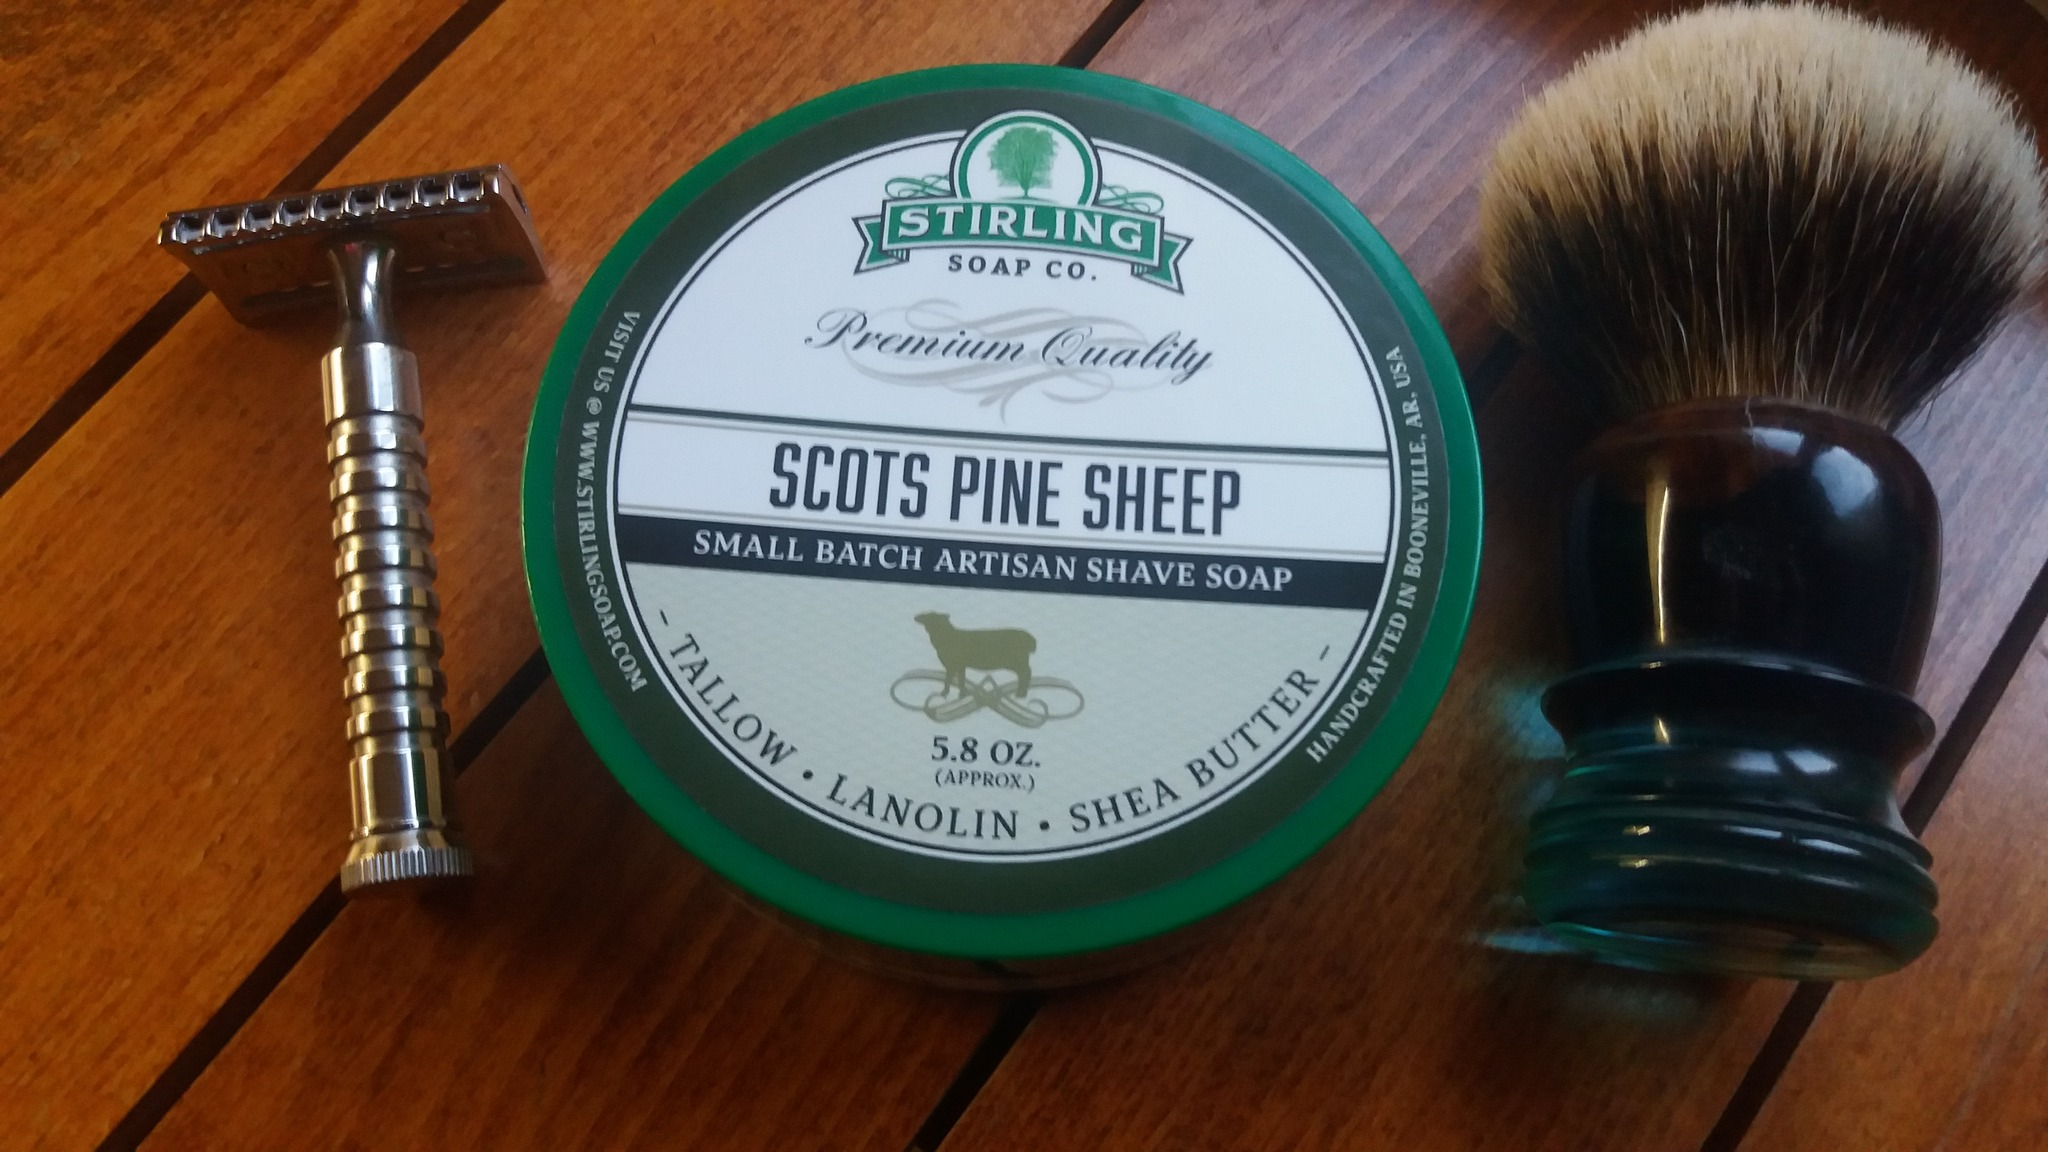 STIRLING
SOAP CO.
Premium Quality
SCOTS PINE SHEEP
SMALL BATCH ARTISAN SHAVE SOAP
5.8 OZ.
(APPROX.)
- TALLOW • LANOLIN • SHEA BUTTER -
VISIT US @ WWW.STIRLINGSOAP.COM
HANDCRAFTED IN BOONEVILLE, AR, USA